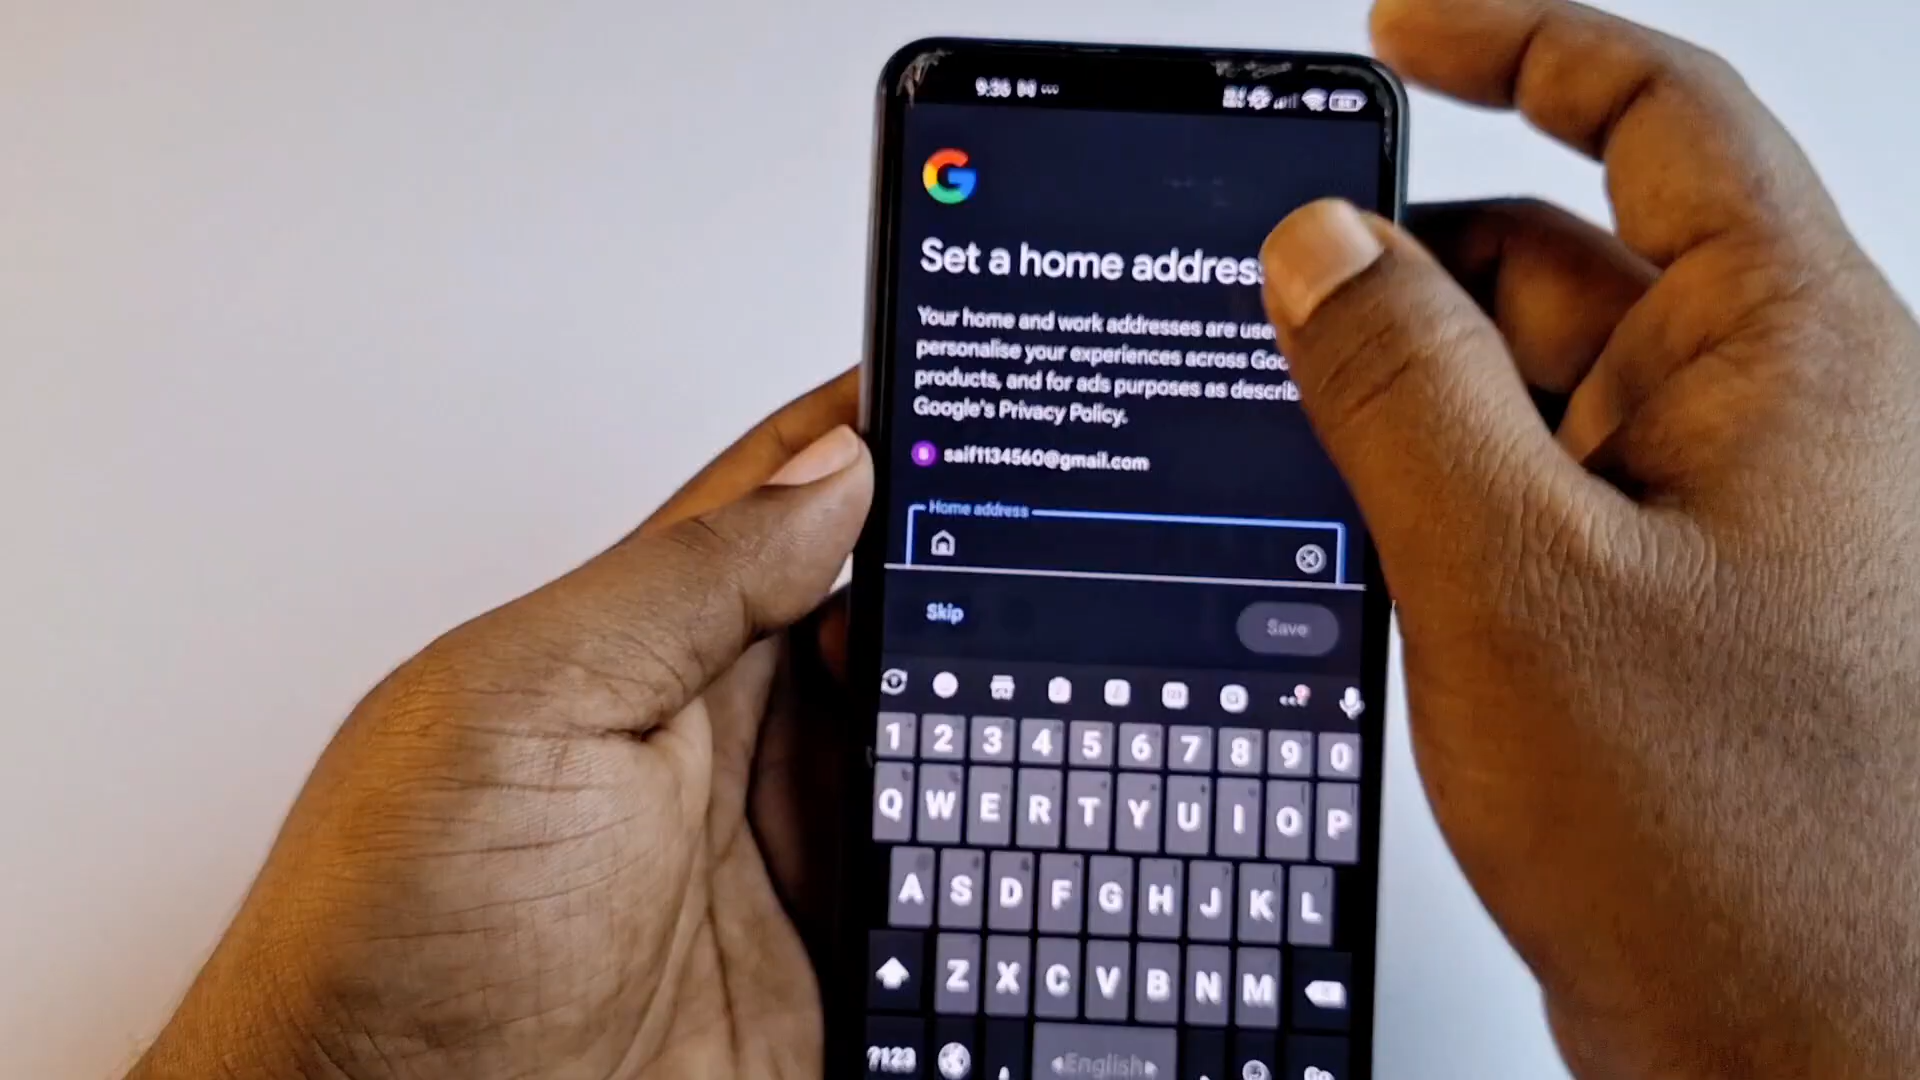 9:36
G
Set a home address
Your home and work addresses are use
personalise your experiences across Goo
products, and for ads purposes as describ
Google's Privacy Policy.
saif1134560@gmail.com
Home address
Skip
Save
1 2 3 4 5 6 7 8 9 0
Q W E R T Y U I O P
A S D F G H J K L
Z X C V B N M
?123
English